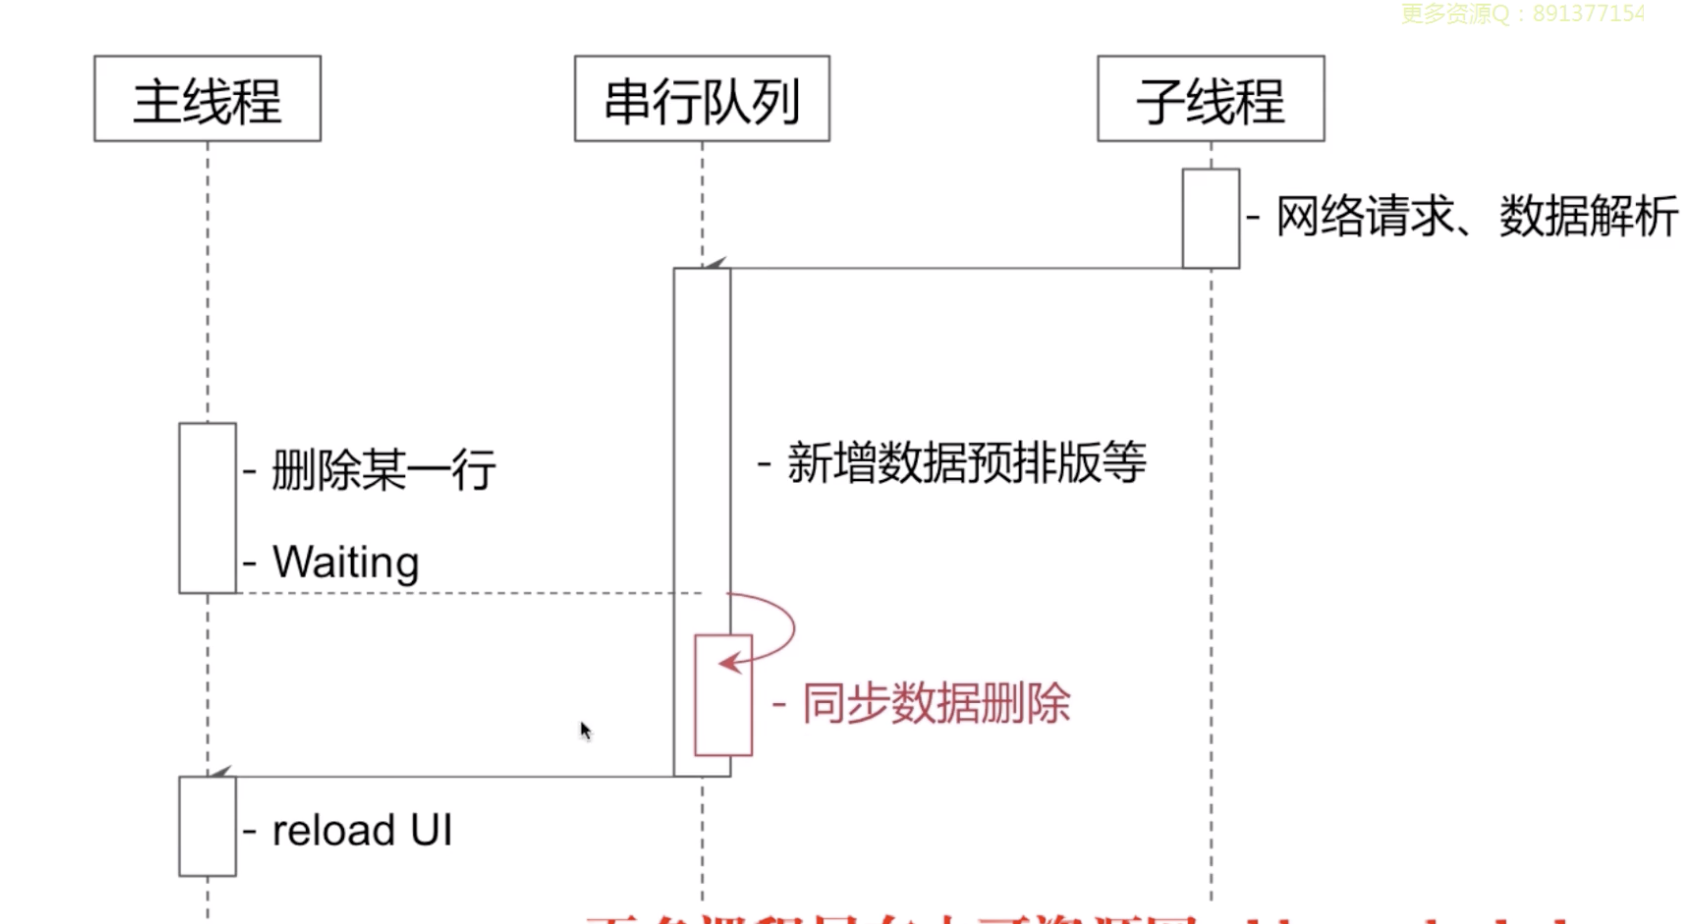 更多资源Q：891377154
主线程
串行队列
子线程
- 网络请求、数据解析
- 删除某一行
- 新增数据预排版等
- Waiting
- 同步数据删除
- reload UI